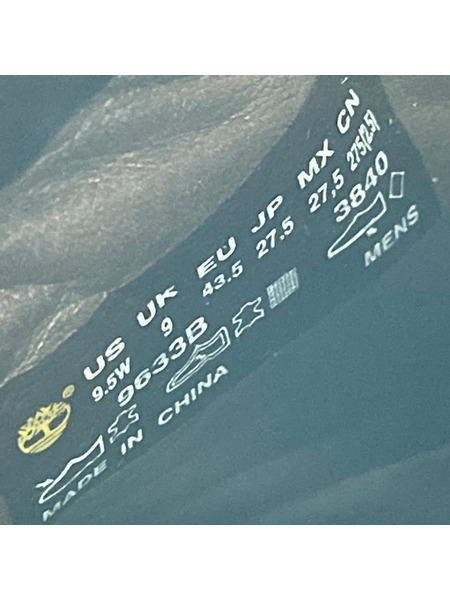 US UK EU JP MX CN
9.5W 9 43.5 27.5 27,5 275(2.5)
9633B 3840
MENS
MADE IN CHINA